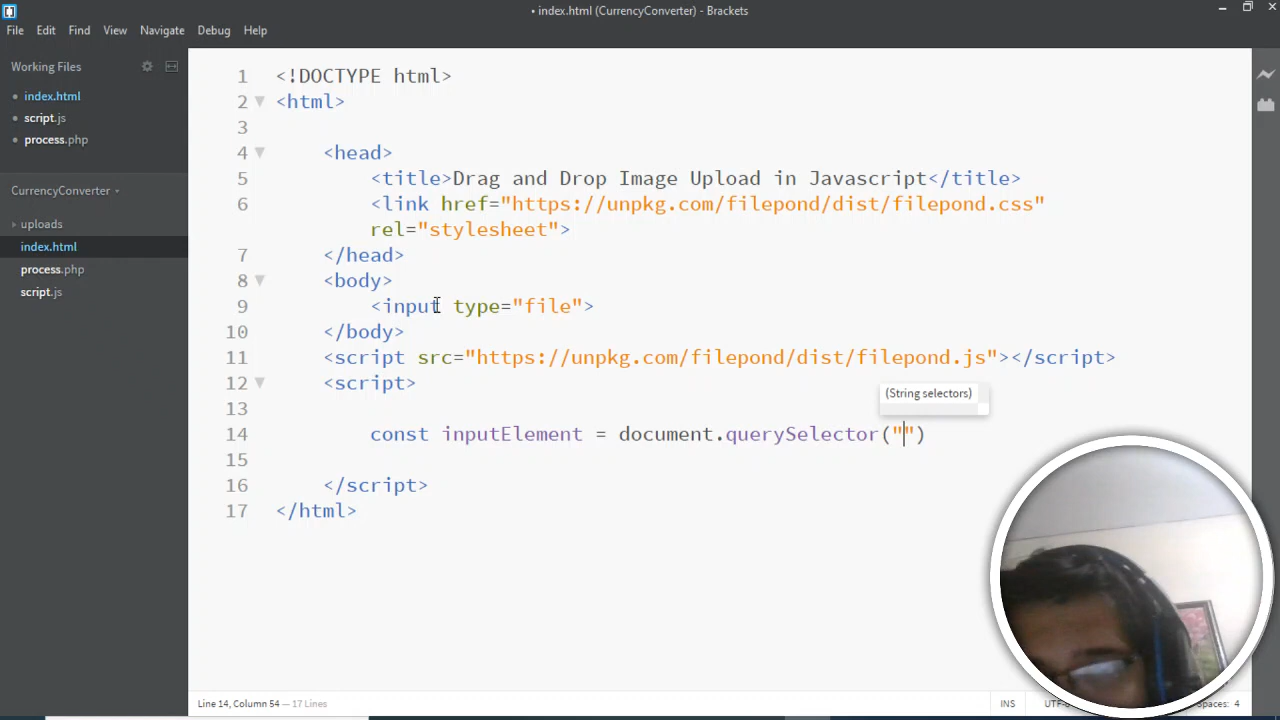 • index.html (CurrencyConverter) - Brackets
File Edit Find View Navigate Debug Help
Working Files
index.html
script.js
process.php
CurrencyConverter
uploads
index.html
process.php
script.js
1 <!DOCTYPE html>
2 <html>
3
4 <head>
5 <title>Drag and Drop Image Upload in Javascript</title>
6 <link href="https://unpkg.com/filepond/dist/filepond.css"
rel="stylesheet">
7 </head>
8 <body>
9 <input type="file">
10 </body>
11 <script src="https://unpkg.com/filepond/dist/filepond.js"></script>
12 <script>
(String selectors)
13
14 const inputElement = document.querySelector("")
15
16 </script>
17 </html>
Line 14, Column 54 — 17 Lines
INS
Spaces: 4